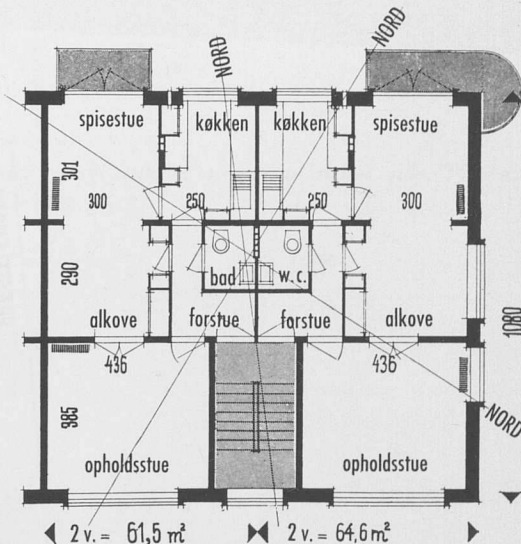 NORD
NORD
spisestue
køkken
køkken
spisestue
301
300
250
250
300
290
bad
w.c.
alkove
forstue
forstue
alkove
1080
436
436
985
NORD
opholdsstue
opholdsstue
2 v. = 61,5 m²
2 v. = 64,6 m²